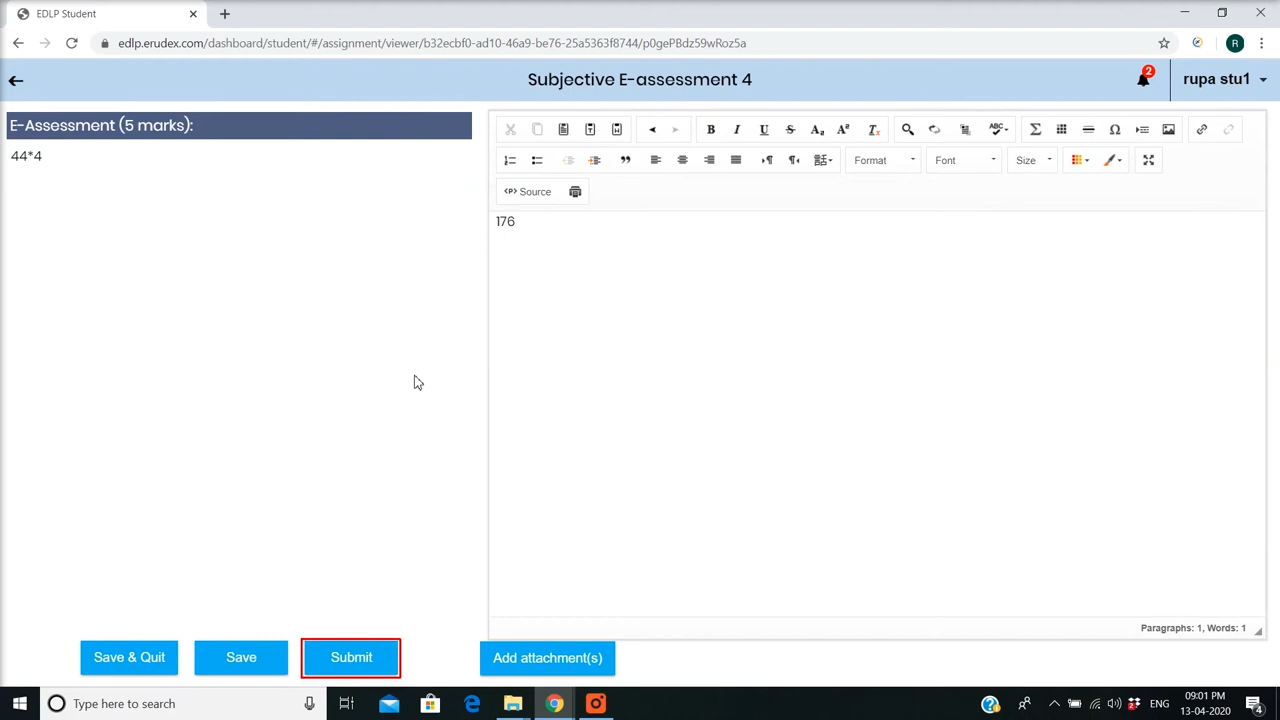 EDLP Student
edlp.erudex.com/dashboard/student/#/assignment/viewer/b32ecbf0-ad10-46a9-be76-25a5363f8744/p0gePBdz59wRoz5a
R
Subjective E-assessment 4
2
rupa stu1
E-Assessment (5 marks):
44*4
B I U S
ABC
Σ Ω
Format
Font
Size
Source
176
Paragraphs: 1, Words: 1
Save & Quit
Save
Submit
Add attachment(s)
Type here to search
ENG
09:01 PM
13-04-2020
4